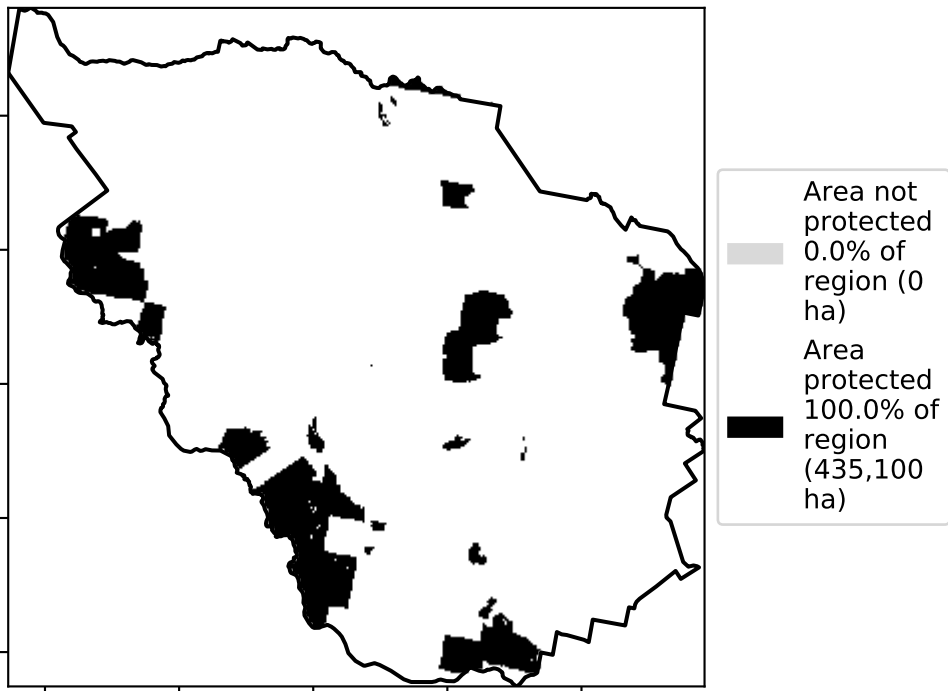 Area not
protected
0.0% of
region (0
ha)
Area
protected
100.0% of
region
(435,100
ha)